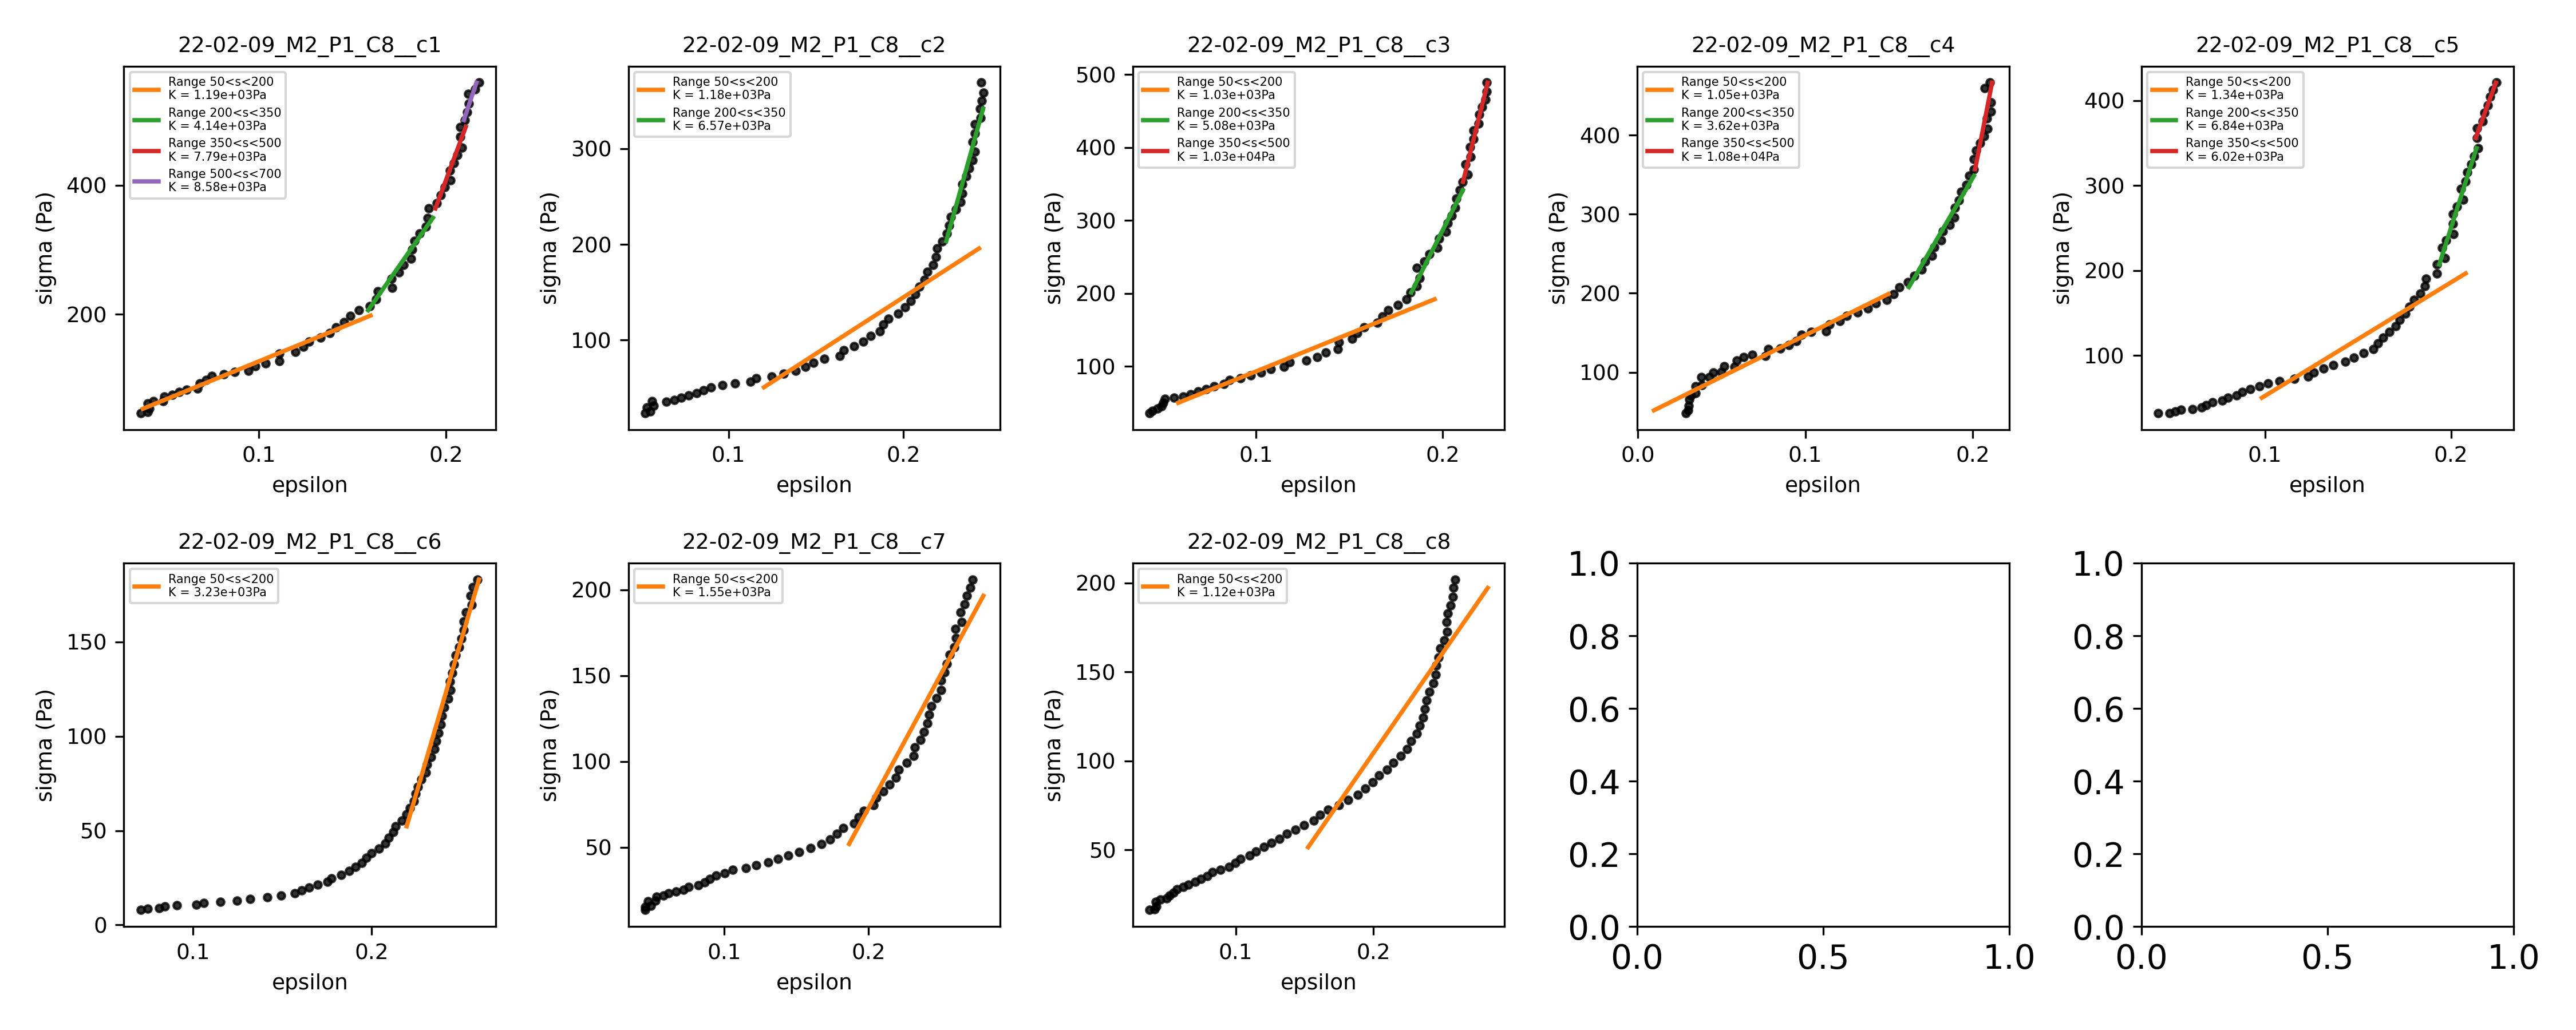 22-02-09_M2_P1_C8__c1
Range 50<s<200
K = 1.19e+03Pa
Range 200<s<350
K = 4.14e+03Pa
Range 350<s<500
K = 7.79e+03Pa
Range 500<s<700
K = 8.58e+03Pa
400
200
sigma (Pa)
0.1
0.2
epsilon
22-02-09_M2_P1_C8__c2
Range 50<s<200
K = 1.18e+03Pa
Range 200<s<350
K = 6.57e+03Pa
300
200
100
sigma (Pa)
0.1
0.2
epsilon
22-02-09_M2_P1_C8__c3
Range 50<s<200
K = 1.03e+03Pa
Range 200<s<350
K = 5.08e+03Pa
Range 350<s<500
K = 1.03e+04Pa
500
400
300
200
100
sigma (Pa)
0.1
0.2
epsilon
22-02-09_M2_P1_C8__c4
Range 50<s<200
K = 1.05e+03Pa
Range 200<s<350
K = 3.62e+03Pa
Range 350<s<500
K = 1.08e+04Pa
400
300
200
100
sigma (Pa)
0.0
0.1
0.2
epsilon
22-02-09_M2_P1_C8__c5
Range 50<s<200
K = 1.34e+03Pa
Range 200<s<350
K = 6.84e+03Pa
Range 350<s<500
K = 6.02e+03Pa
400
300
200
100
sigma (Pa)
0.1
0.2
epsilon
22-02-09_M2_P1_C8__c6
Range 50<s<200
K = 3.23e+03Pa
150
100
50
0
sigma (Pa)
0.1
0.2
epsilon
22-02-09_M2_P1_C8__c7
Range 50<s<200
K = 1.55e+03Pa
200
150
100
50
sigma (Pa)
0.1
0.2
epsilon
22-02-09_M2_P1_C8__c8
Range 50<s<200
K = 1.12e+03Pa
200
150
100
50
sigma (Pa)
0.1
0.2
epsilon
1.0
0.8
0.6
0.4
0.2
0.0
0.0
0.5
1.0
1.0
0.8
0.6
0.4
0.2
0.0
0.0
0.5
1.0